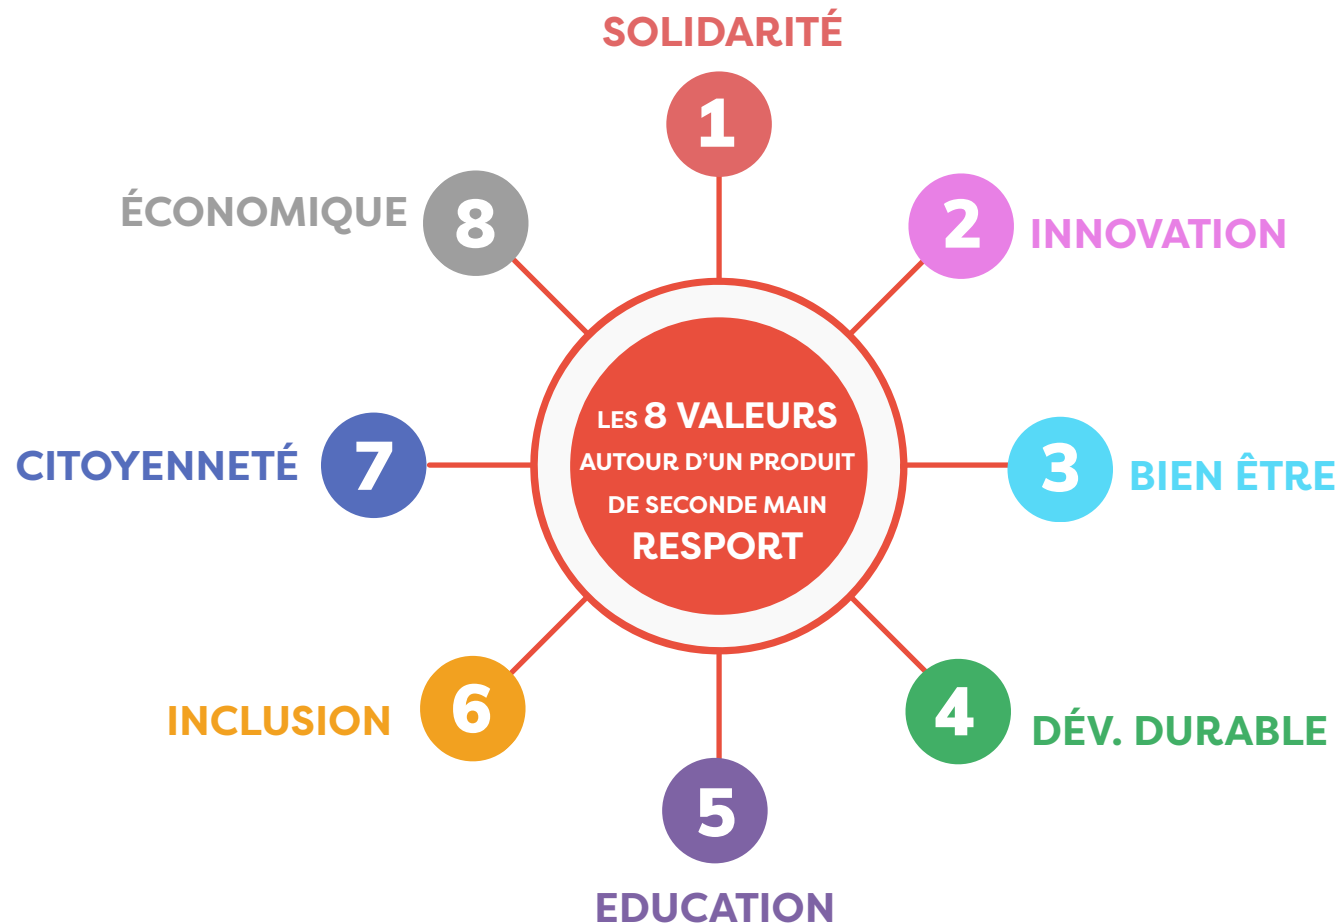 SOLIDARITÉ
1
2
INNOVATION
3
BIEN ÊTRE
4
DÉV. DURABLE
5
EDUCATION
6
INCLUSION
7
CITOYENNETÉ
8
ÉCONOMIQUE
LES 8 VALEURS
AUTOUR D’UN PRODUIT
DE SECONDE MAIN
RESPORT